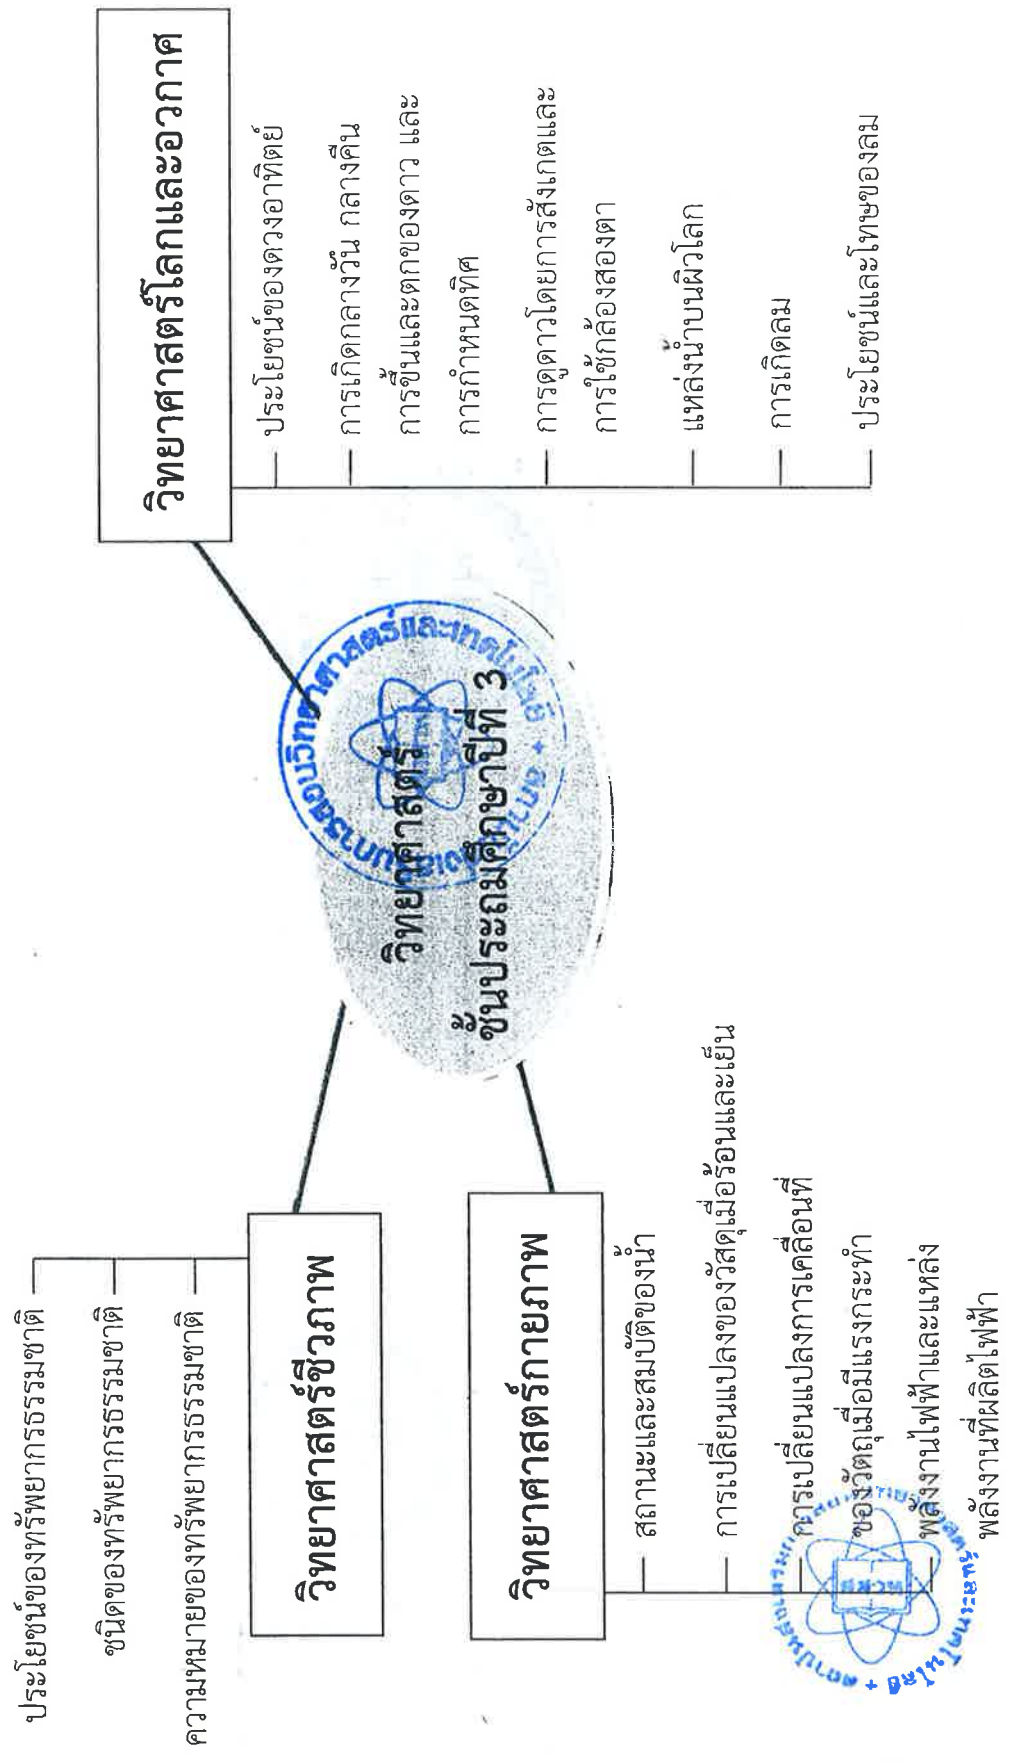 ประโยชน์ของทรัพยากรธรรมชาติ
ชนิดของทรัพยากรธรรมชาติ
ความหมายของทรัพยากรธรรมชาติ
วิทยาศาสตร์ชีวภาพ
วิทยาศาสตร์โลกและอวกาศ
ประโยชน์ของดวงอาทิตย์
การเกิดกลางวัน กลางคืน
การขึ้นและตกของดาว และ
การกำหนดทิศ
การดูดาวโดยการสังเกตและ
การใช้กล้องสองตา
แหล่งน้ำบนผิวโลก
การเกิดลม
ประโยชน์และโทษของลม
วิทยาศาสตร์
ชั้นประถมศึกษาปีที่ 3
วิทยาศาสตร์กายภาพ
สถานะและสมบัติของน้ำ
การเปลี่ยนแปลงของวัสดุเมื่อร้อนและเย็น
การเปลี่ยนแปลงการเคลื่อนที่
ของวัตถุเมื่อมีแรงกระทำ
พลังงานไฟฟ้าและแหล่ง
พลังงานที่ผลิตไฟฟ้า